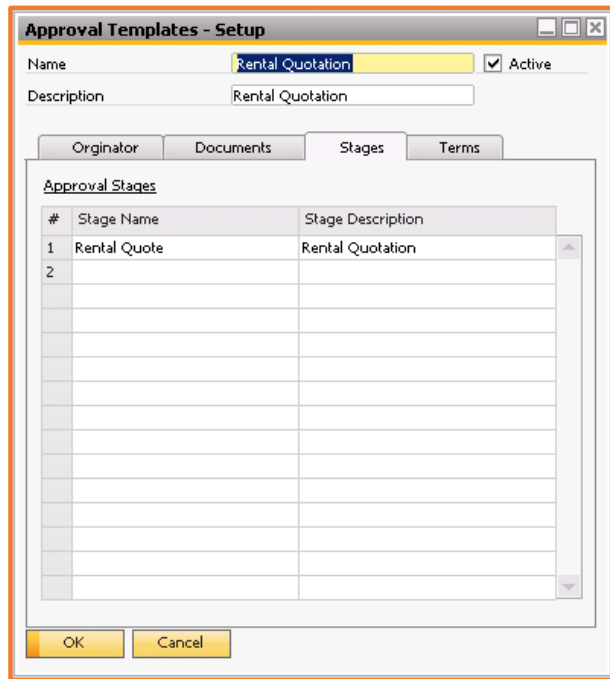 Approval Templates - Setup
Name Rental Quotation Active
Description Rental Quotation
Orginator Documents Stages Terms
Approval Stages
# Stage Name Stage Description
1 Rental Quote Rental Quotation
2
OK Cancel